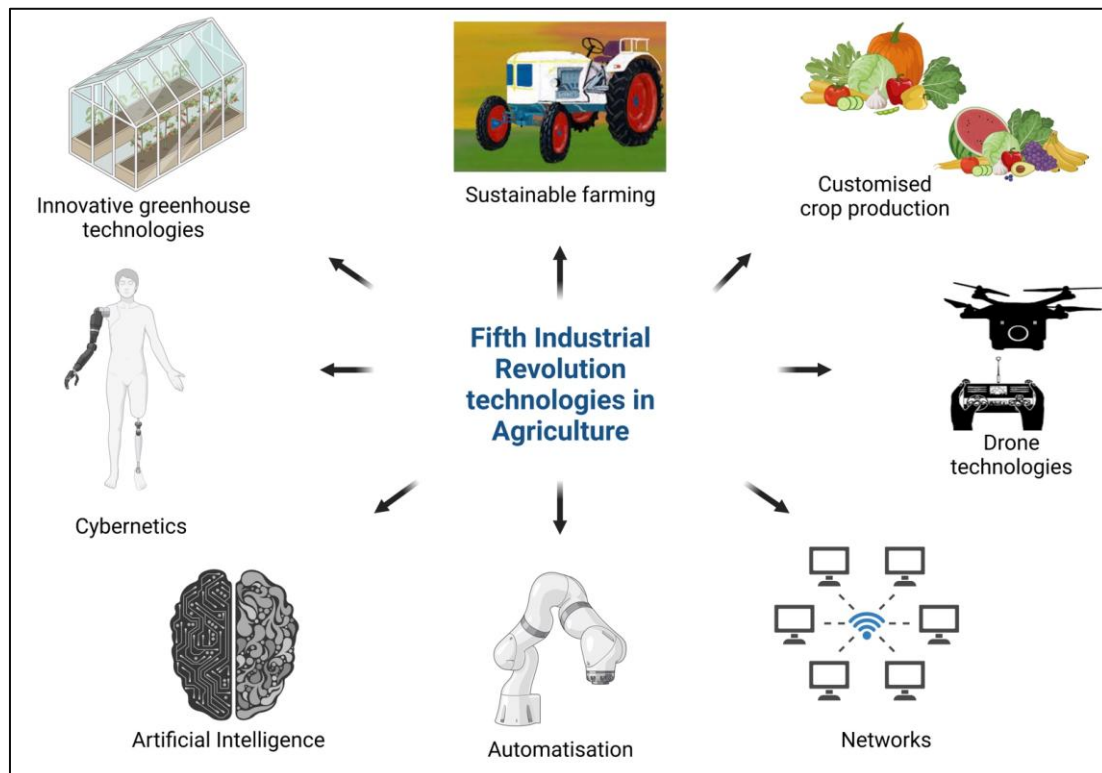 Innovative greenhouse
technologies
Sustainable farming
Customised
crop production
Fifth Industrial
Revolution
technologies in
Agriculture
Cybernetics
Drone
technologies
Artificial Intelligence
Automatisation
Networks